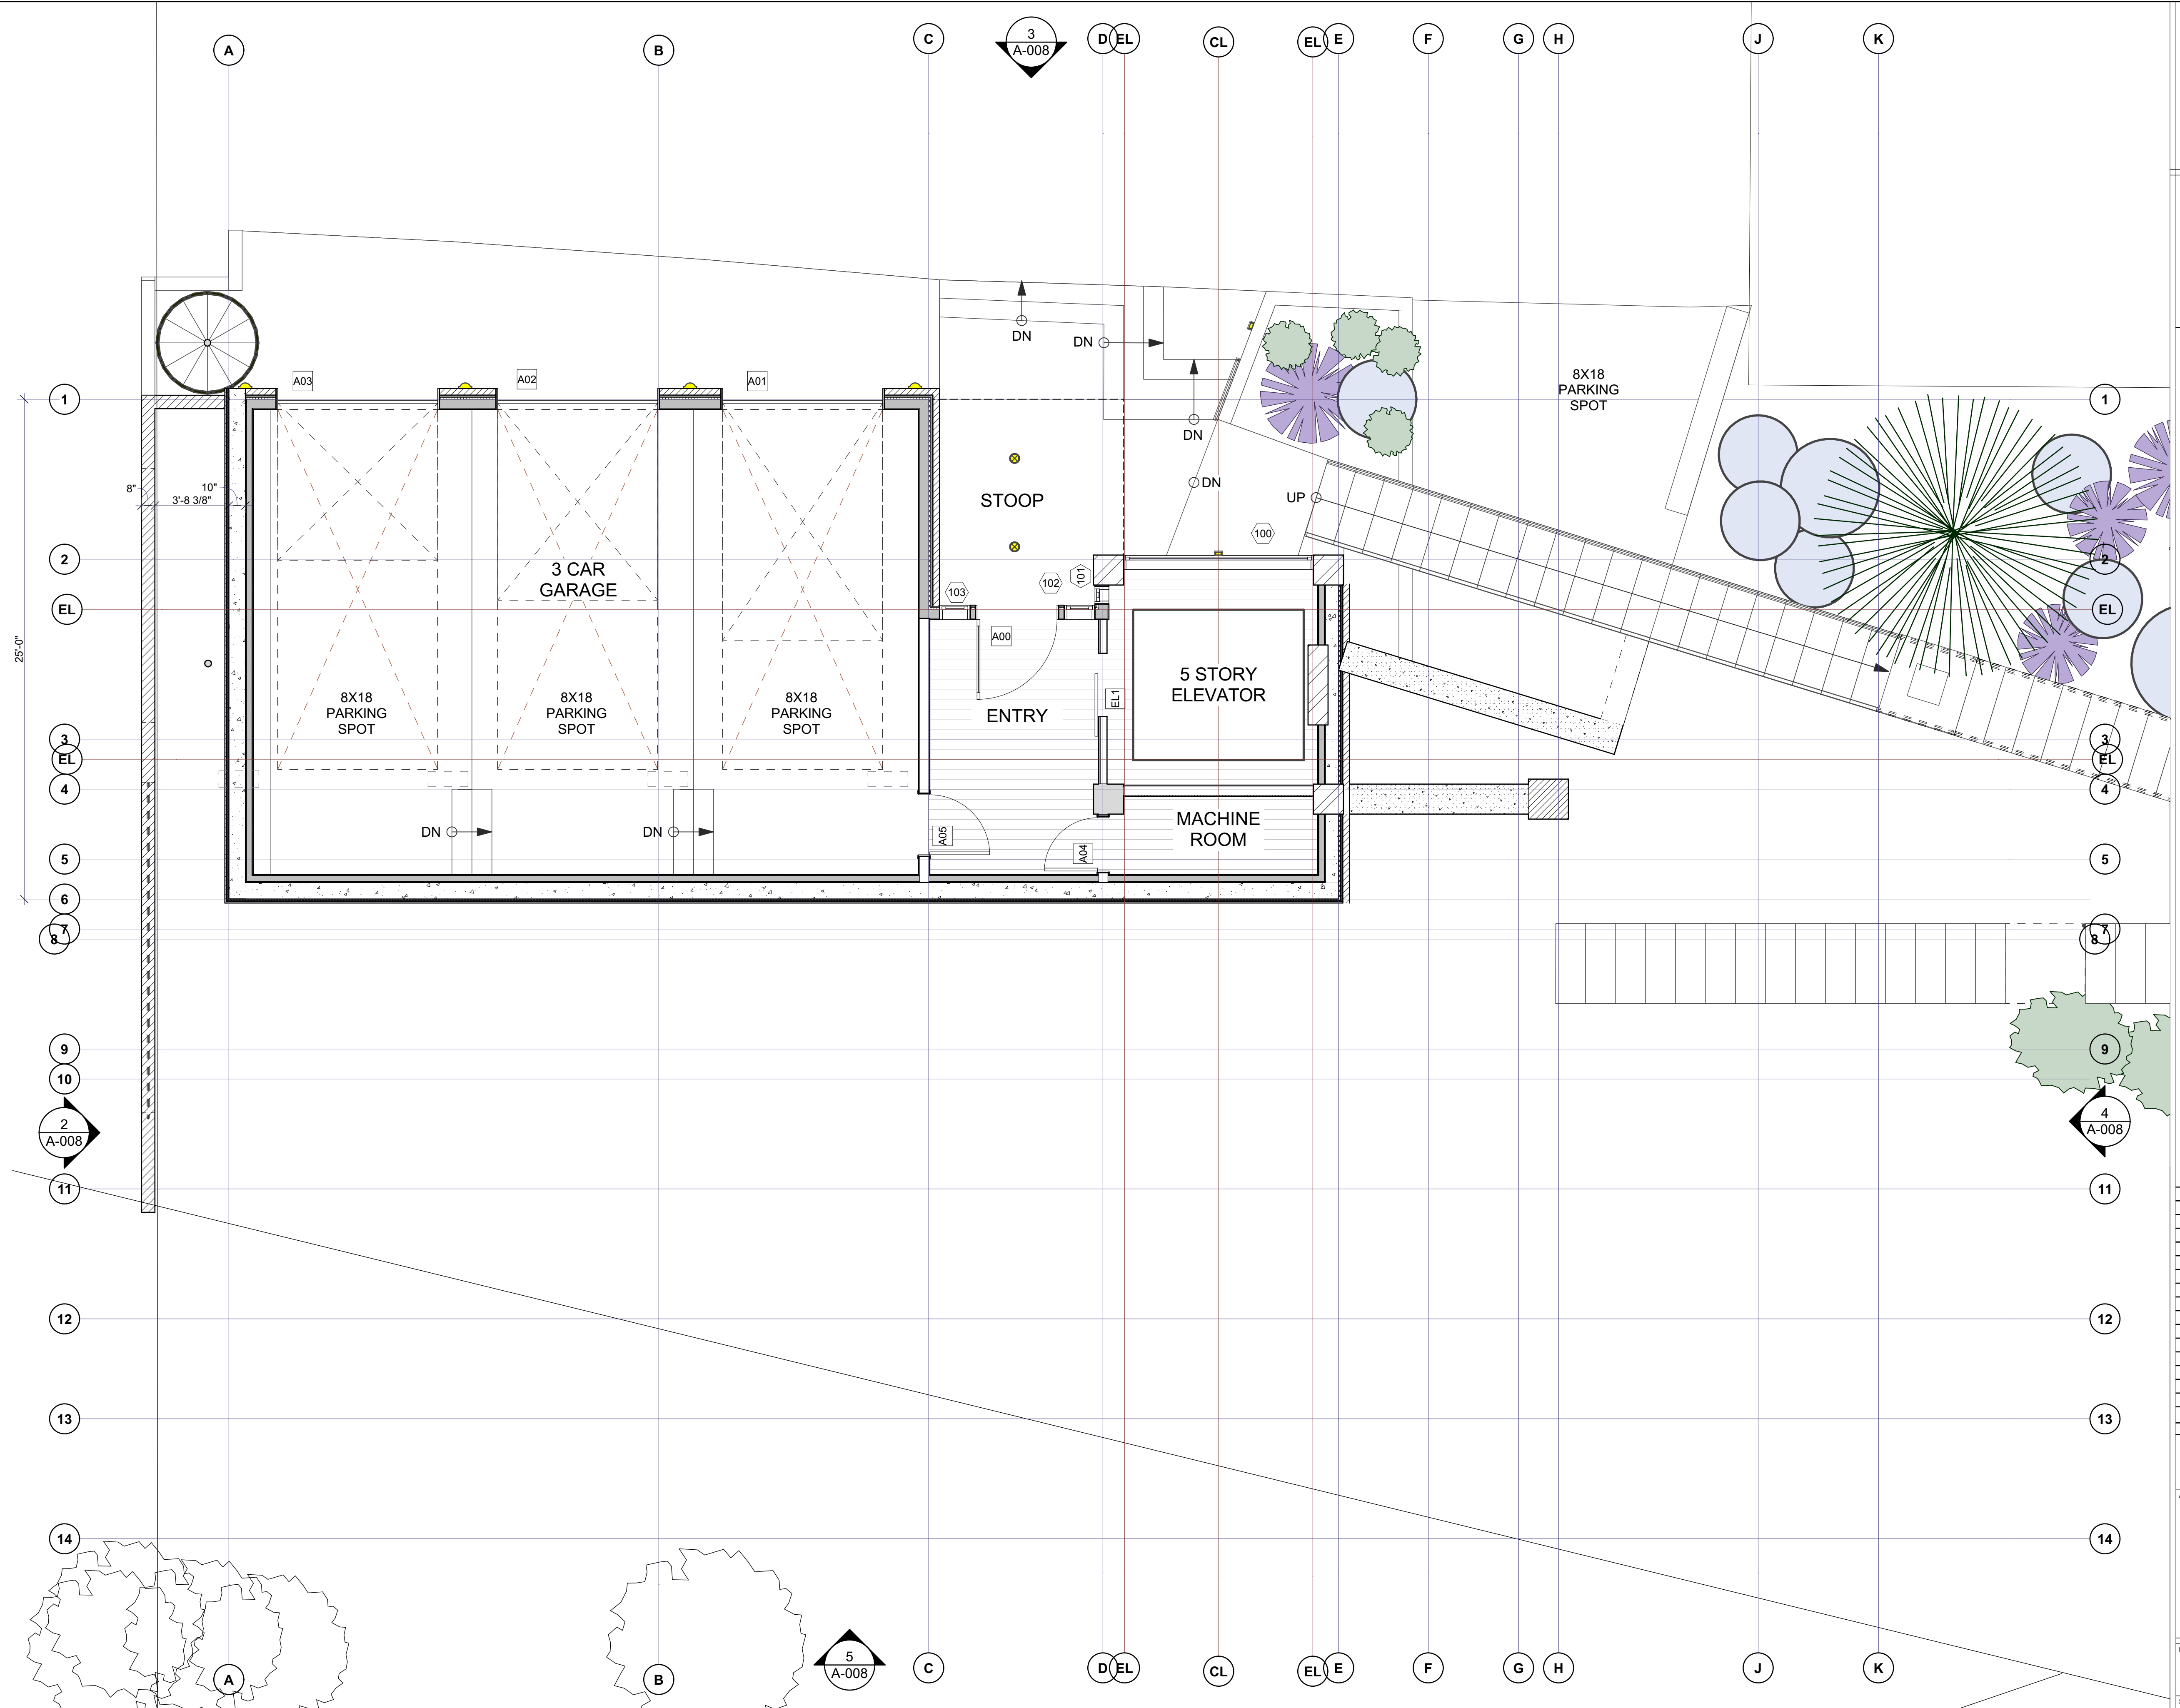 3
A-008
A
B
C
D
EL
CL
EL
E
F
G
H
J
K
DN
DN
DN
DN
UP
8X18
PARKING
SPOT
A03
A02
A01
1
1
8"
10"
3'-8 3/8"
STOOP
100
2
2
3 CAR
GARAGE
103
102
101
EL
EL
25'-0"
A00
5 STORY
ELEVATOR
EL1
ENTRY
8X18
PARKING
SPOT
8X18
PARKING
SPOT
8X18
PARKING
SPOT
3
3
EL
EL
4
4
DN
DN
MACHINE
ROOM
A05
A04
5
5
6
7
7
8
8
9
9
10
2
A-008
4
A-008
11
11
12
12
13
13
14
14
5
A-008
A
B
C
D
EL
CL
EL
E
F
G
H
J
K